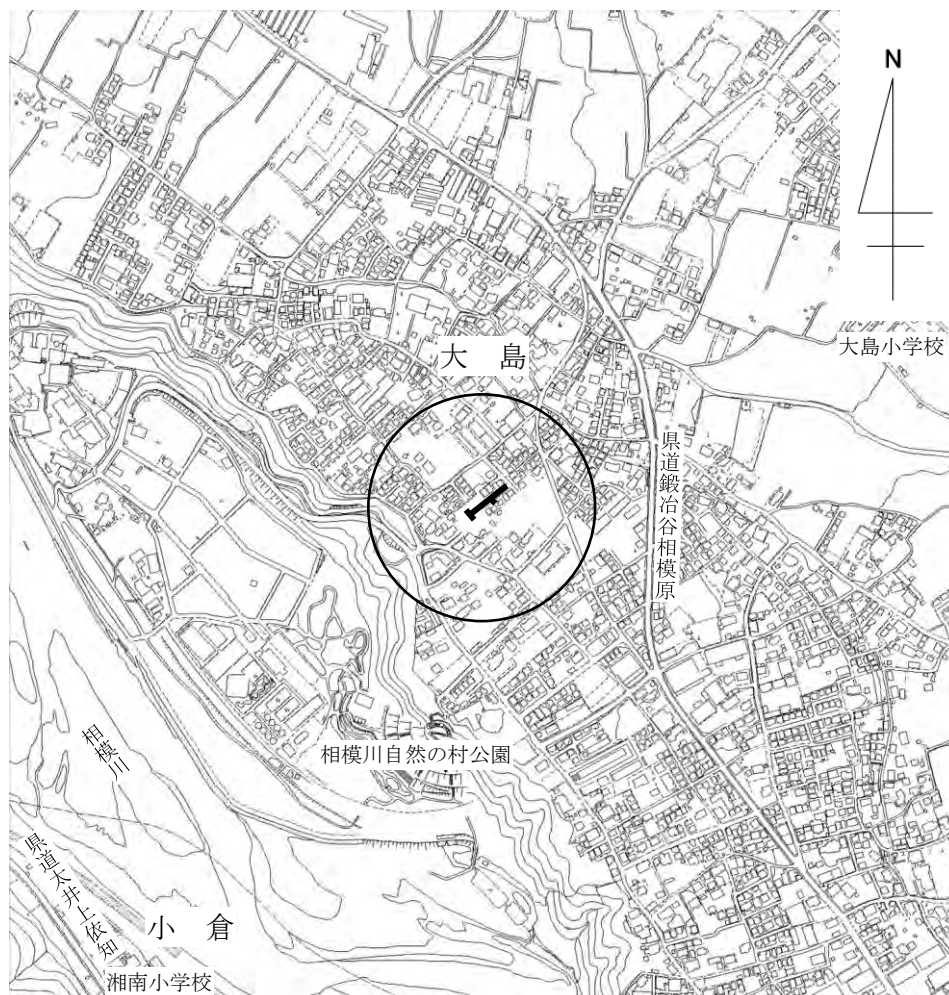 N
大島小学校
大島
県道鍛冶谷相模原
相模川自然の村公園
相模川
県道太井上依知
小倉
湘南小学校